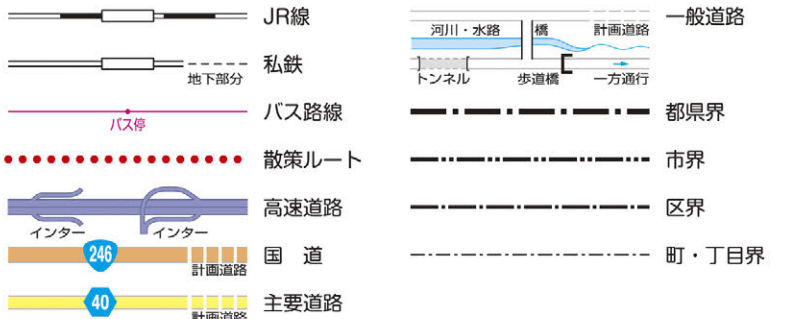 JR線
私鉄
地下部分
バス路線
バス停
散策ルート
高速道路
インター
インター
国 道
246
計画道路
主要道路
40
計画道路
一般道路
河川・水路
橋
計画道路
トンネル
歩道橋
一方通行
都県界
市界
区界
町・丁目界